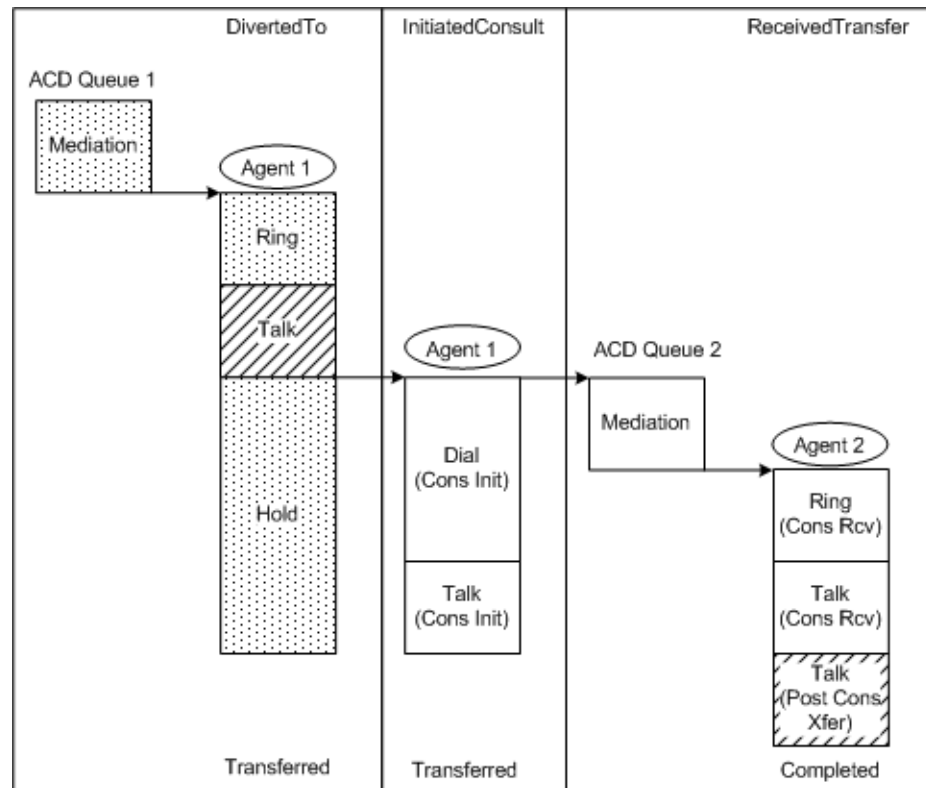 DivertedTo
InitiatedConsult
ReceivedTransfer
ACD Queue 1
Mediation
Agent 1
Ring
Talk
Hold
Agent 1
Dial
(Cons Init)
Talk
(Cons Init)
ACD Queue 2
Mediation
Agent 2
Ring
(Cons Rcv)
Talk
(Cons Rcv)
Talk
(Post Cons
Xfer)
Transferred
Transferred
Completed